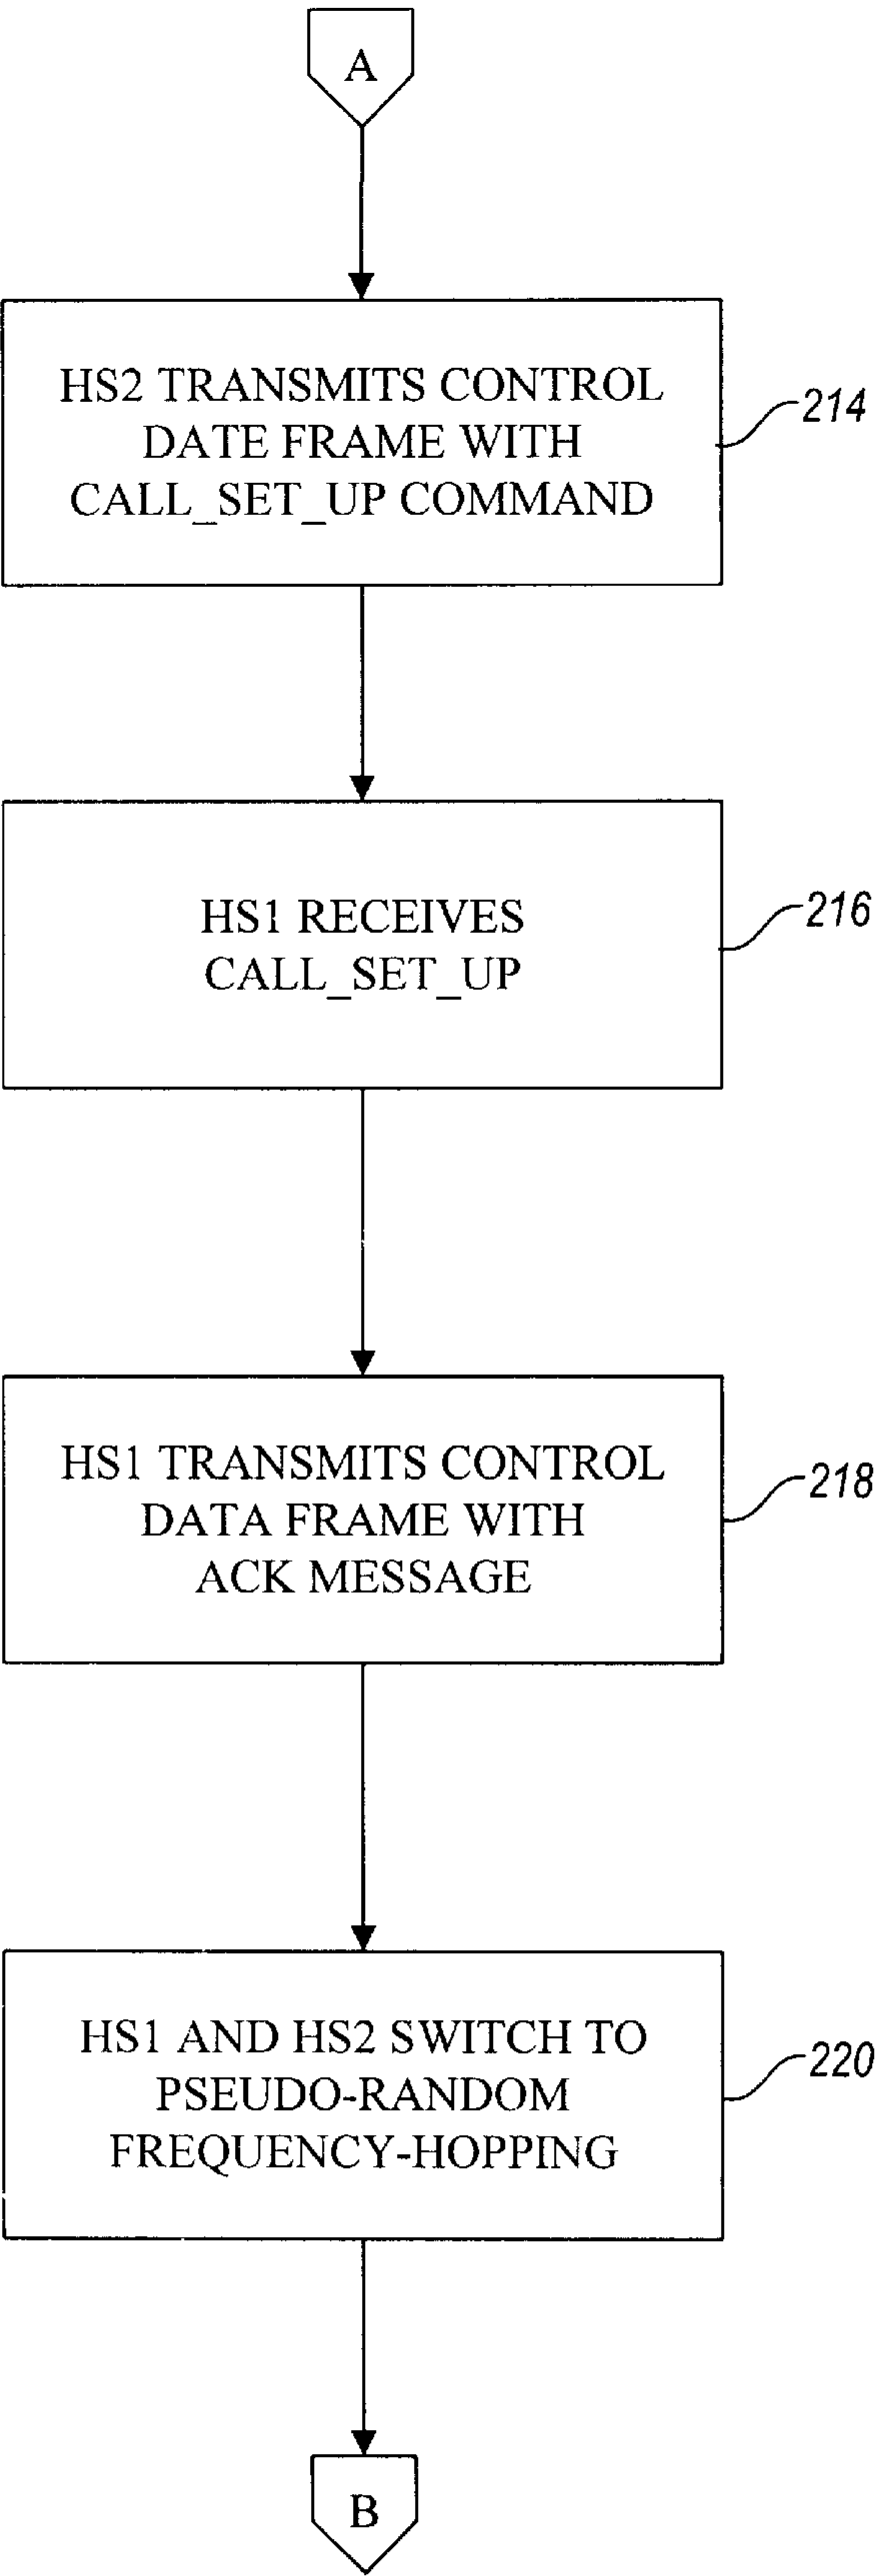 A
HS2 TRANSMITS CONTROL
DATE FRAME WITH
CALL_SET_UP COMMAND
214
HS1 RECEIVES
CALL_SET_UP
216
HS1 TRANSMITS CONTROL
DATA FRAME WITH
ACK MESSAGE
218
HS1 AND HS2 SWITCH TO
PSEUDO-RANDOM
FREQUENCY-HOPPING
220
B